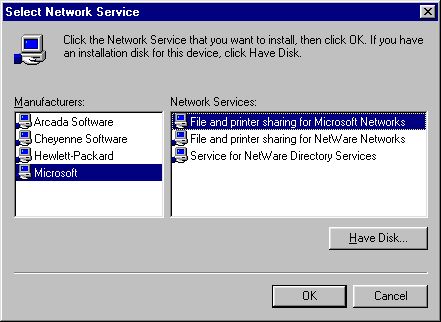 Select Network Service
Click the Network Service that you want to install, then click OK. If you have
an installation disk for this device, click Have Disk.
Manufacturers:
Arcada Software
Cheyenne Software
Hewlett-Packard
Microsoft
Network Services:
File and printer sharing for Microsoft Networks
File and printer sharing for NetWare Networks
Service for NetWare Directory Services
Have Disk...
OK
Cancel